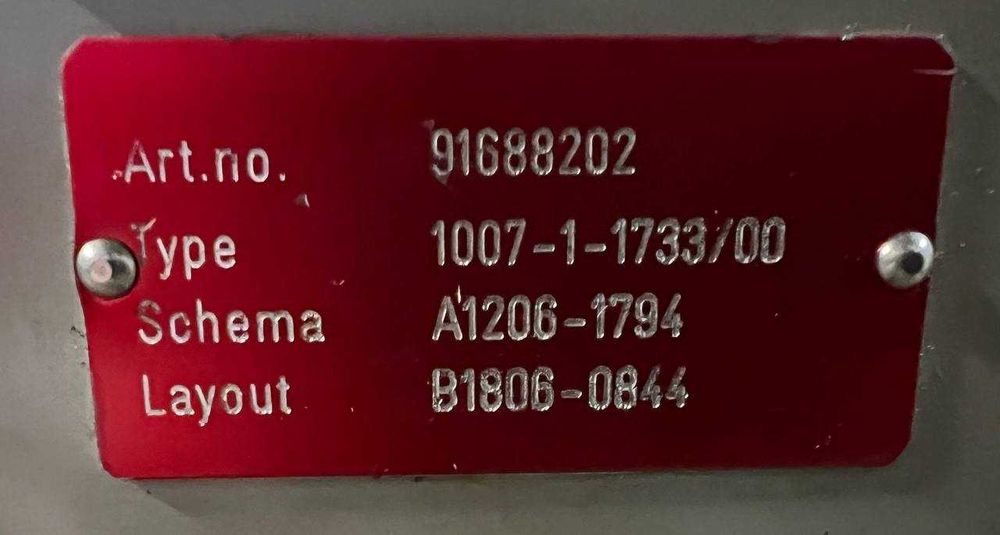 Art.no. 91688202
Type 1007-1-1733/00
Schema A1206-1794
Layout B1806-0844